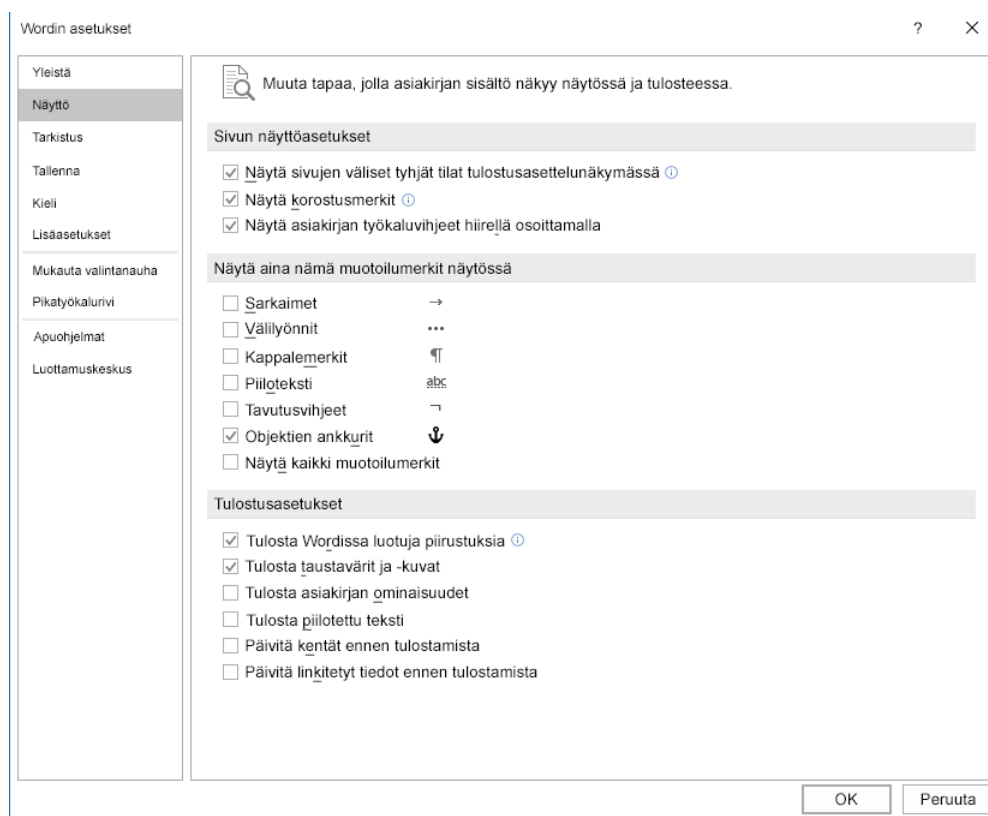 Wordin asetukset
?
Yleistä
Näyttö
Tarkistus
Tallenna
Kieli
Lisäasetukset
Mukauta valintanauha
Pikatyökalurivi
Apuohjelmat
Luottamuskeskus
Muuta tapaa, jolla asiakirjan sisältö näkyy näytössä ja tulosteessa.
Sivun näyttöasetukset
Näytä sivujen väliset tyhjät tilat tulostusasettelunäkymässä
Näytä korostusmerkit
Näytä asiakirjan työkaluvihjeet hiirellä osoittamalla
Näytä aina nämä muotoilumerkit näytössä
Sarkaimet →
Välilyönnit •••
Kappalemerkit ¶
Piiloteksti abc
Tavutusvihjeet ¬
Objektien ankkurit
Näytä kaikki muotoilumerkit
Tulostusasetukset
Tulosta Wordissa luotuja piirustuksia
Tulosta taustavärit ja -kuvat
Tulosta asiakirjan ominaisuudet
Tulosta piilotettu teksti
Päivitä kentät ennen tulostamista
Päivitä linkitetyt tiedot ennen tulostamista
OK Peruuta